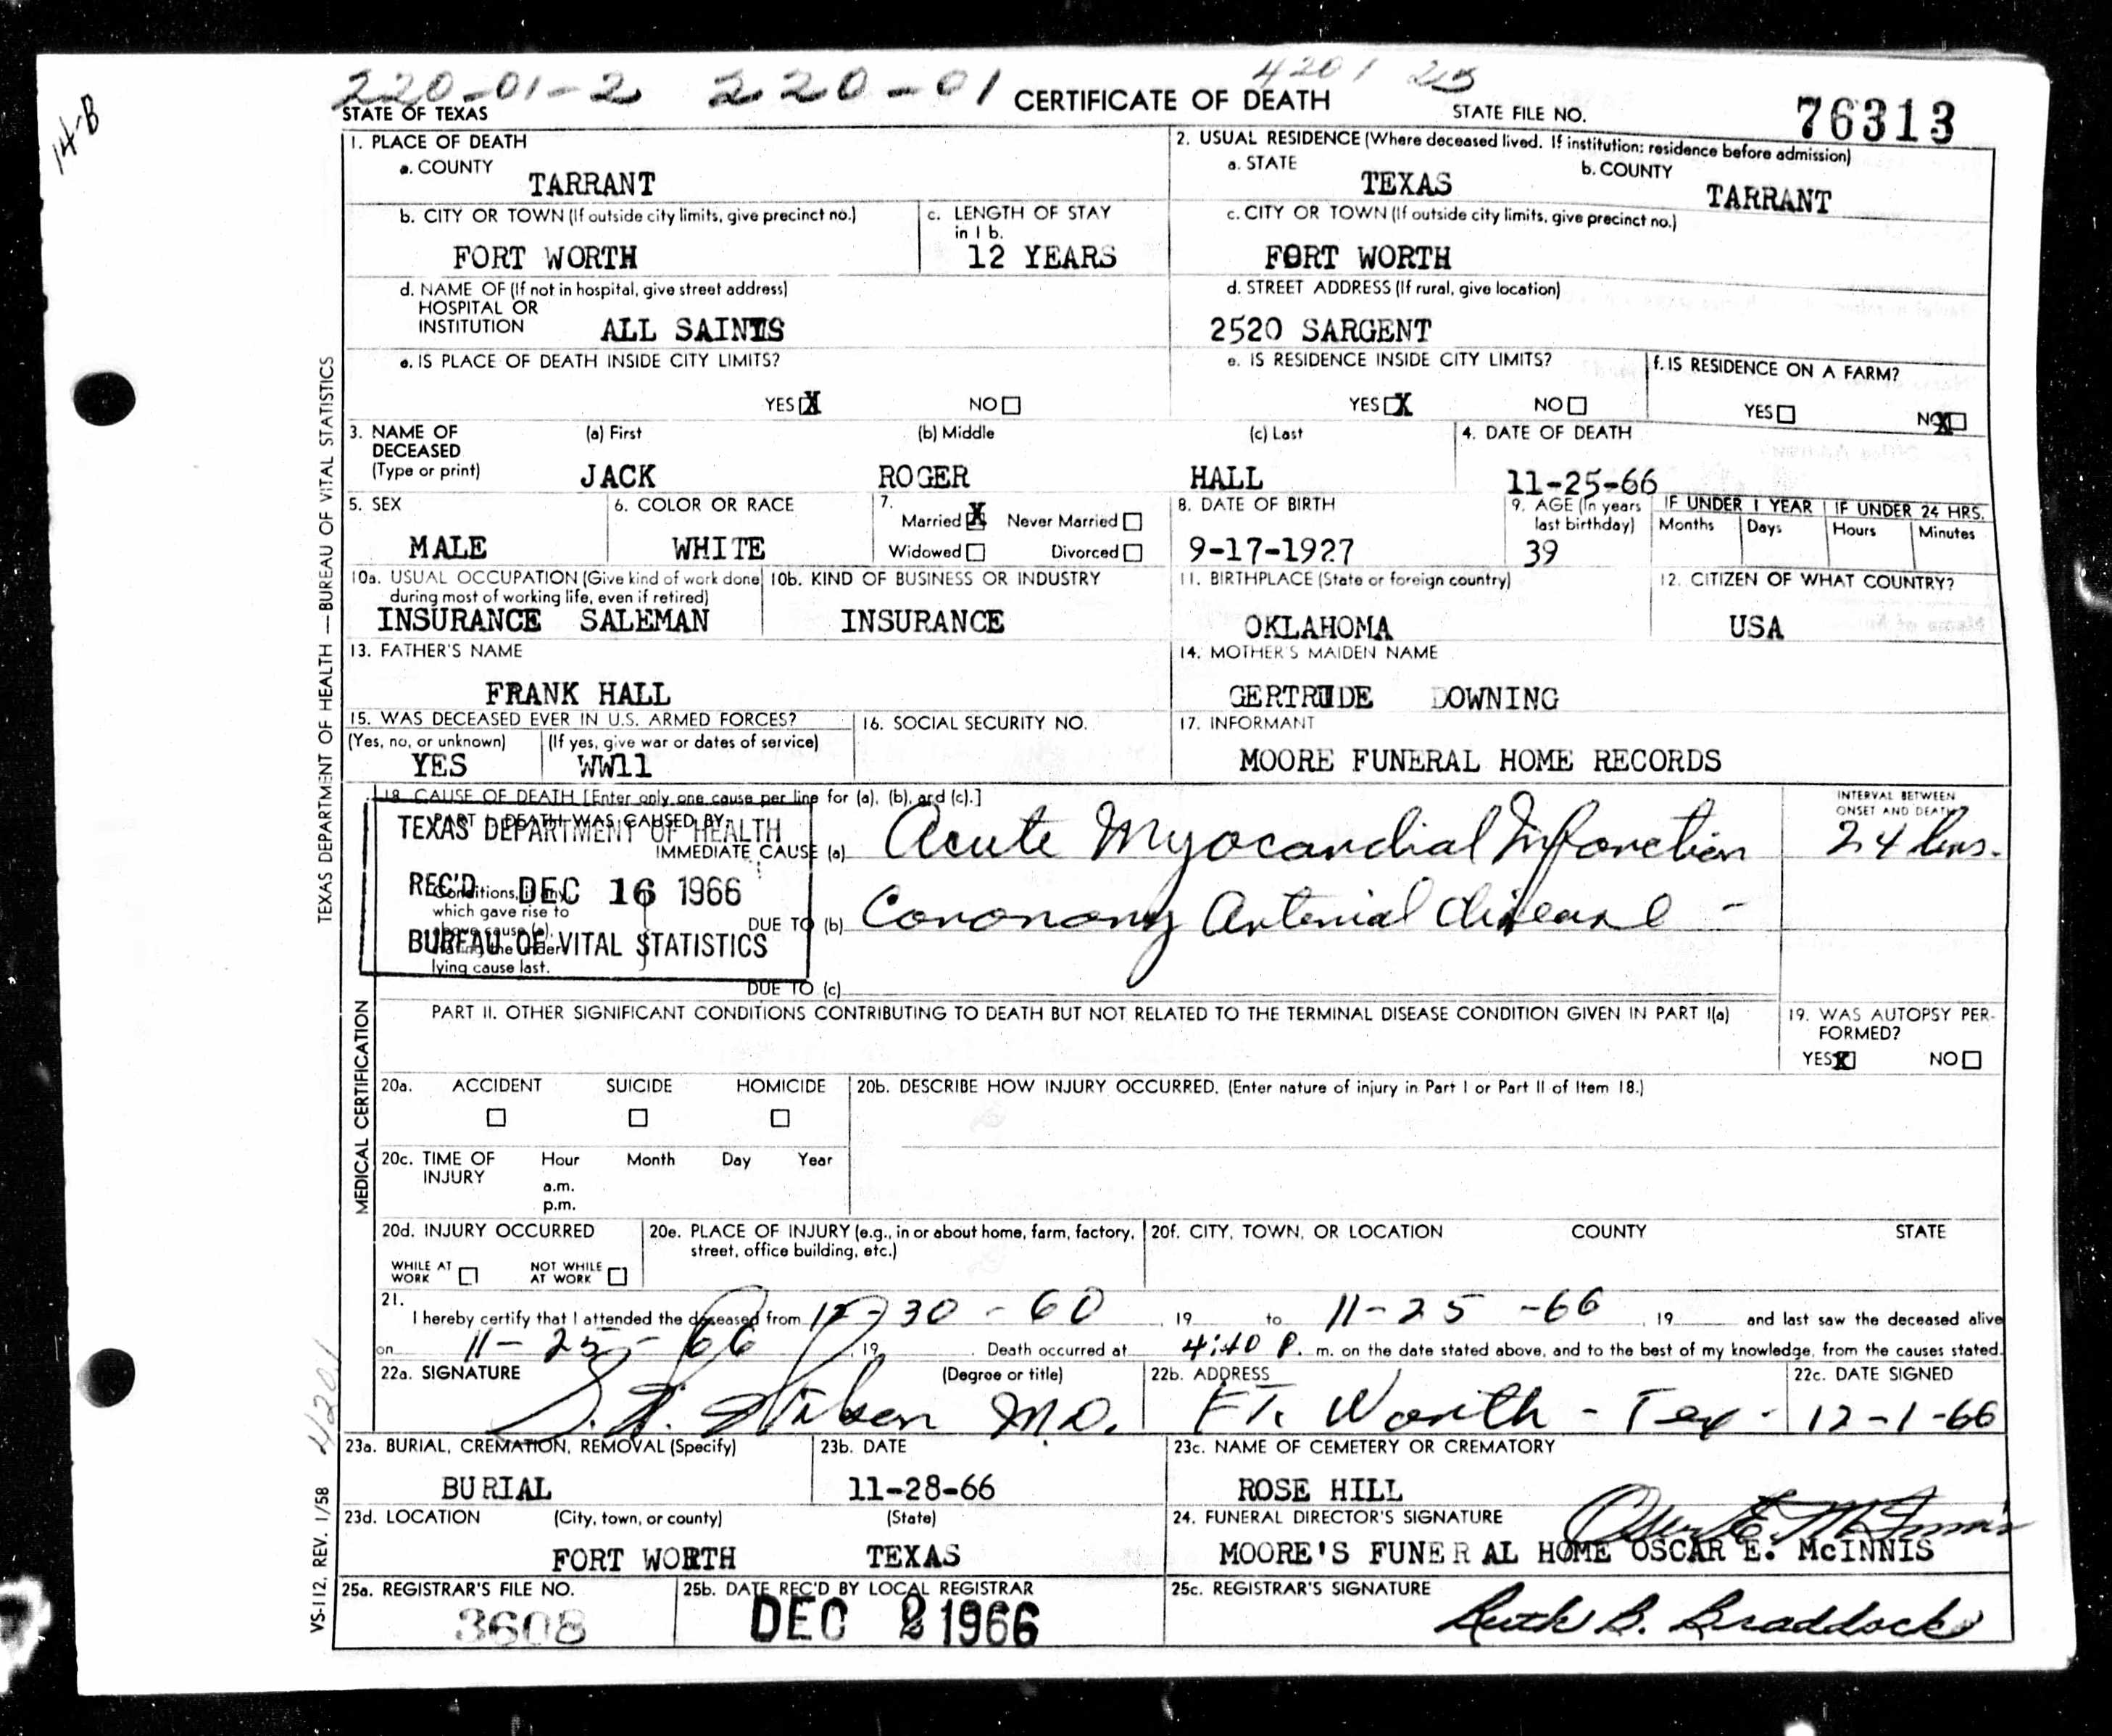 14-B
220-01-2 220-01 4201 25
STATE OF TEXAS CERTIFICATE OF DEATH STATE FILE NO. 76313
1. PLACE OF DEATH
a. COUNTY TARRANT
2. USUAL RESIDENCE (Where deceased lived. If institution: residence before admission)
a. STATE TEXAS b. COUNTY TARRANT
b. CITY OR TOWN (If outside city limits, give precinct no.) FORT WORTH
c. LENGTH OF STAY in 1 b. 12 YEARS
c. CITY OR TOWN (If outside city limits, give precinct no.) FORT WORTH
d. NAME OF (If not in hospital, give street address)
HOSPITAL OR
INSTITUTION ALL SAINTS
d. STREET ADDRESS (If rural, give location)
2520 SARGENT
e. IS PLACE OF DEATH INSIDE CITY LIMITS?
YES X NO
e. IS RESIDENCE INSIDE CITY LIMITS?
YES X NO
f. IS RESIDENCE ON A FARM?
YES NO X
3. NAME OF DECEASED (Type or print)
(a) First (b) Middle (c) Last
JACK ROGER HALL
4. DATE OF DEATH
11-25-66
5. SEX
MALE
6. COLOR OR RACE
WHITE
7. Married X Never Married
Widowed Divorced
8. DATE OF BIRTH
9-17-1927
9. AGE (In years last birthday)
39
IF UNDER 1 YEAR IF UNDER 24 HRS.
Months Days Hours Minutes
10a. USUAL OCCUPATION (Give kind of work done during most of working life, even if retired)
INSURANCE SALEMAN
10b. KIND OF BUSINESS OR INDUSTRY
INSURANCE
11. BIRTHPLACE (State or foreign country)
OKLAHOMA
12. CITIZEN OF WHAT COUNTRY?
USA
13. FATHER'S NAME
FRANK HALL
14. MOTHER'S MAIDEN NAME
GERTRUDE DOWNING
15. WAS DECEASED EVER IN U.S. ARMED FORCES?
(Yes, no, or unknown) (If yes, give war or dates of service)
YES WW11
16. SOCIAL SECURITY NO.
17. INFORMANT
MOORE FUNERAL HOME RECORDS
18. CAUSE OF DEATH [Enter only one cause per line for (a), (b), and (c).]
PART I. DEATH WAS CAUSED BY:
IMMEDIATE CAUSE (a) Acute Myocardial Infarction
INTERVAL BETWEEN ONSET AND DEATH
24 hrs.
Conditions, if any, which gave rise to above cause (a), stating the underlying cause last.
DUE TO (b) Coronary Arterial disease -
DUE TO (c)
TEXAS DEPARTMENT OF HEALTH
REC'D DEC 16 1966
BUREAU OF VITAL STATISTICS
PART II. OTHER SIGNIFICANT CONDITIONS CONTRIBUTING TO DEATH BUT NOT RELATED TO THE TERMINAL DISEASE CONDITION GIVEN IN PART I(a)
19. WAS AUTOPSY PERFORMED?
YES X NO
20a. ACCIDENT SUICIDE HOMICIDE
20b. DESCRIBE HOW INJURY OCCURRED. (Enter nature of injury in Part I or Part II of Item 18.)
20c. TIME OF INJURY Hour Month Day Year
a.m.
p.m.
20d. INJURY OCCURRED
WHILE AT WORK NOT WHILE AT WORK
20e. PLACE OF INJURY (e.g., in or about home, farm, factory, street, office building, etc.)
20f. CITY, TOWN, OR LOCATION COUNTY STATE
21.
I hereby certify that I attended the deceased from 12-30-60, 19 to 11-25-66, 19 and last saw the deceased alive
on 11-25-66, 19 . Death occurred at 4:40 P. m. on the date stated above, and to the best of my knowledge, from the causes stated.
22a. SIGNATURE (Degree or title)
M.D.
22b. ADDRESS
Ft. Worth - Tex -
22c. DATE SIGNED
12-1-66
23a. BURIAL, CREMATION, REMOVAL (Specify)
BURIAL
23b. DATE
11-28-66
23c. NAME OF CEMETERY OR CREMATORY
ROSE HILL
23d. LOCATION (City, town, or county) (State)
FORT WORTH TEXAS
24. FUNERAL DIRECTOR'S SIGNATURE
Oscar E. McInnis
MOORE'S FUNERAL HOME OSCAR E. McINNIS
25a. REGISTRAR'S FILE NO.
3608
25b. DATE REC'D BY LOCAL REGISTRAR
DEC 2 1966
25c. REGISTRAR'S SIGNATURE
Ruth B. Braddock
TEXAS DEPARTMENT OF HEALTH — BUREAU OF VITAL STATISTICS
MEDICAL CERTIFICATION
4201
VS-112, REV. 1/58